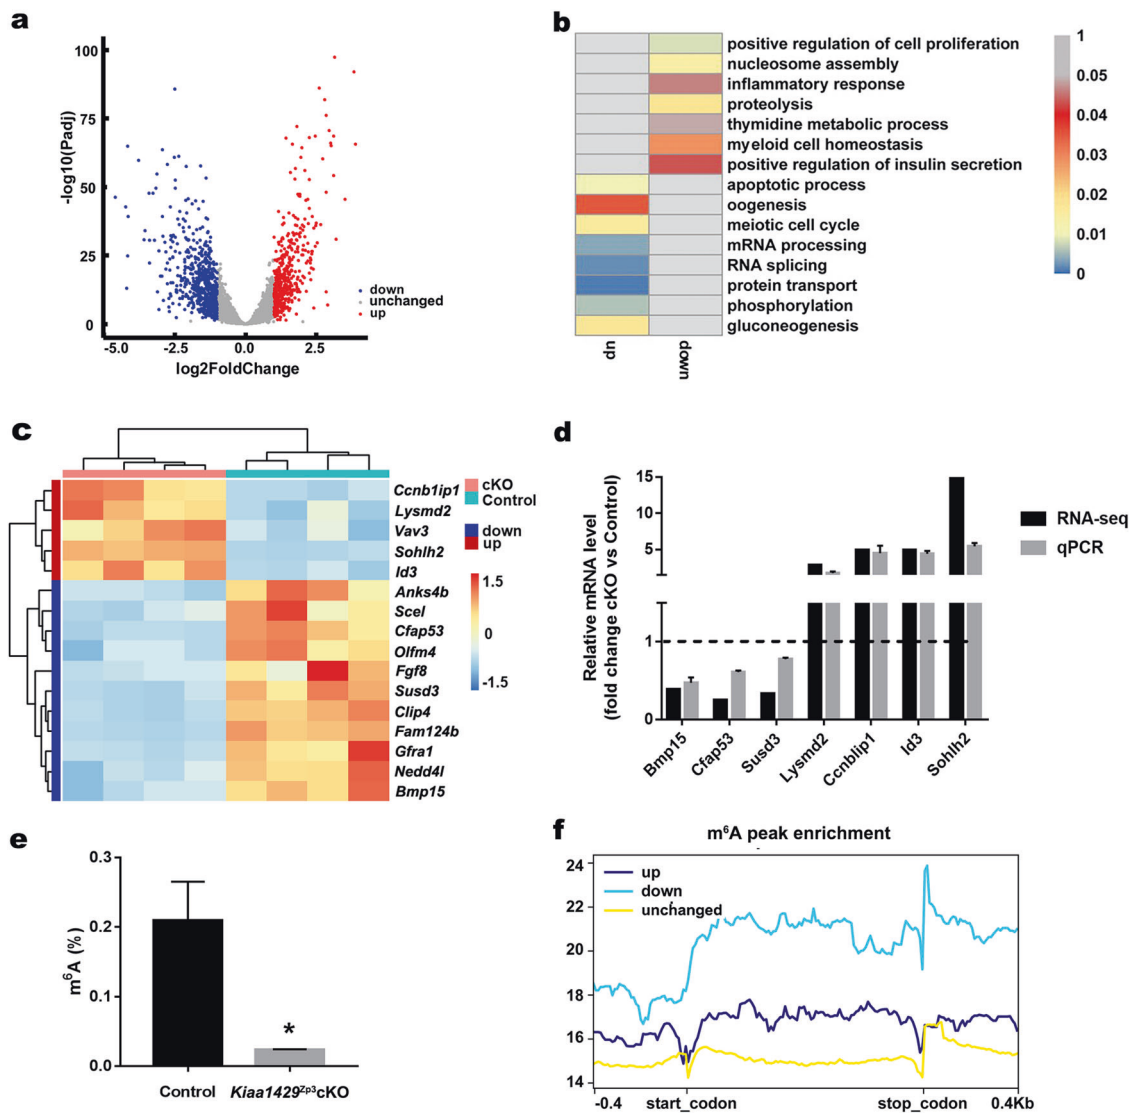 a
100
75
50
25
0
-log10(Padj)
-5.0 -2.5 0.0 2.5
log2FoldChange
down
unchanged
up
b
positive regulation of cell proliferation
nucleosome assembly
inflammatory response
proteolysis
thymidine metabolic process
myeloid cell homeostasis
positive regulation of insulin secretion
apoptotic process
oogenesis
meiotic cell cycle
mRNA processing
RNA splicing
protein transport
phosphorylation
gluconeogenesis
up down
1
0.05
0.04
0.03
0.02
0.01
0
c
Ccnb1ip1
Lysmd2
Vav3
Sohlh2
Id3
Anks4b
Scel
Cfap53
Olfm4
Fgf8
Susd3
Clip4
Fam124b
Gfra1
Nedd4l
Bmp15
cKO
Control
down
up
1.5
0
-1.5
d
Relative mRNA level
(fold change cKO vs Control)
15
10
5
1
0
Bmp15 Cfap53 Susd3 Lysmd2 Ccnblip1 Id3 Sohlh2
RNA-seq
qPCR
e
m⁶A (%)
0.3
0.2
0.1
0.0
*
Control Kiaa1429ᶻᵖ³cKO
f
m⁶A peak enrichment
24
22
20
18
16
14
up
down
unchanged
-0.4 start_codon stop_codon 0.4Kb